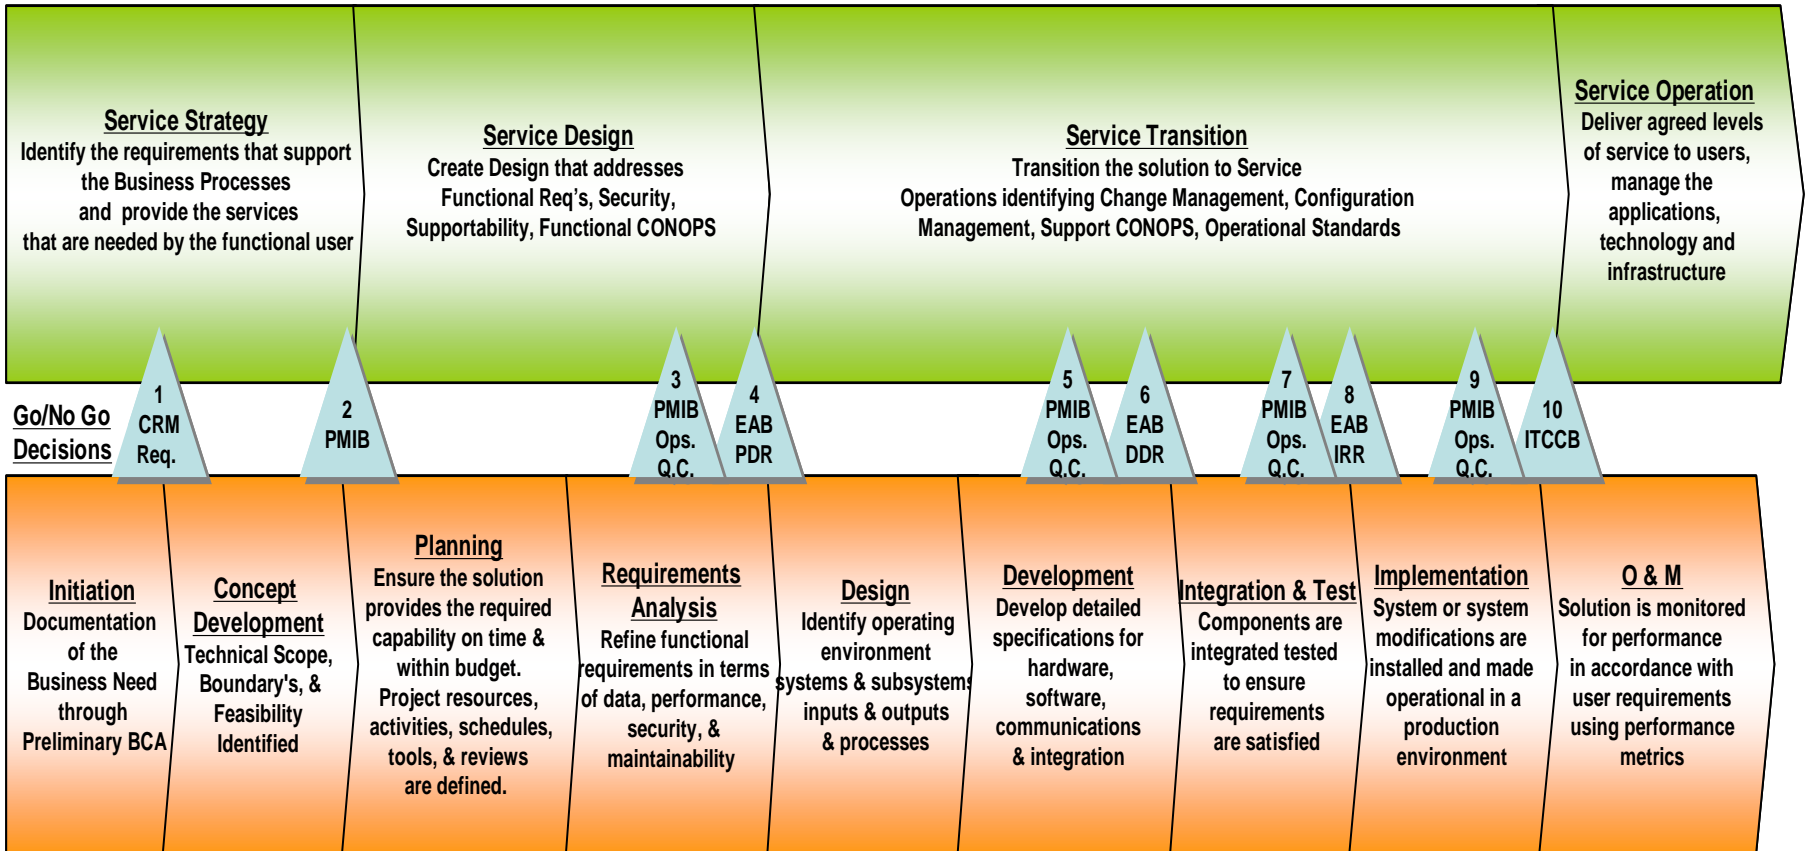 Service Strategy
Identify the requirements that support
the Business Processes
and provide the services
that are needed by the functional user
Service Design
Create Design that addresses
Functional Req's, Security,
Supportability, Functional CONOPS
Service Transition
Transition the solution to Service
Operations identifying Change Management, Configuration
Management, Support CONOPS, Operational Standards
Service Operation
Deliver agreed levels
of service to users,
manage the
applications,
technology and
infrastructure
Go/No Go
Decisions
1
CRM
Req.
2
PMIB
3
PMIB
Ops.
Q.C.
4
EAB
PDR
5
PMIB
Ops.
Q.C.
6
EAB
DDR
7
PMIB
Ops.
Q.C.
8
EAB
IRR
9
PMIB
Ops.
Q.C.
10
ITCCB
Initiation
Documentation
of the
Business Need
through
Preliminary BCA
Concept
Development
Technical Scope,
Boundary's, &
Feasibility
Identified
Planning
Ensure the solution
provides the required
capability on time &
within budget.
Project resources,
activities, schedules,
tools, & reviews
are defined.
Requirements
Analysis
Refine functional
requirements in terms
of data, performance,
security, &
maintainability
Design
Identify operating
environment
systems & subsystems
inputs & outputs
& processes
Development
Develop detailed
specifications for
hardware,
software,
communications
& integration
Integration & Test
Components are
integrated tested
to ensure
requirements
are satisfied
Implementation
System or system
modifications are
installed and made
operational in a
production
environment
O & M
Solution is monitored
for performance
in accordance with
user requirements
using performance
metrics